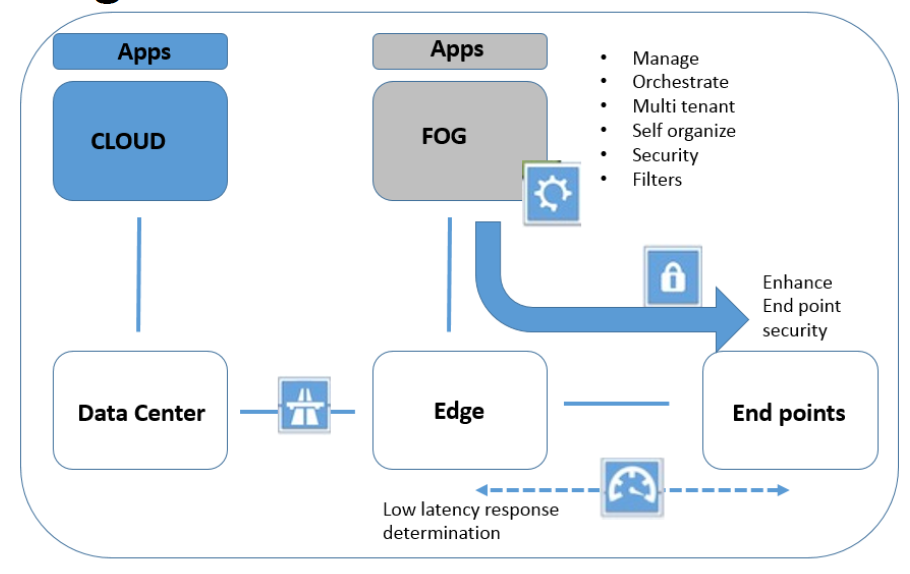 Apps
Apps
CLOUD
FOG
• Manage
• Orchestrate
• Multi tenant
• Self organize
• Security
• Filters
Enhance
End point
security
Data Center
Edge
End points
Low latency response
determination